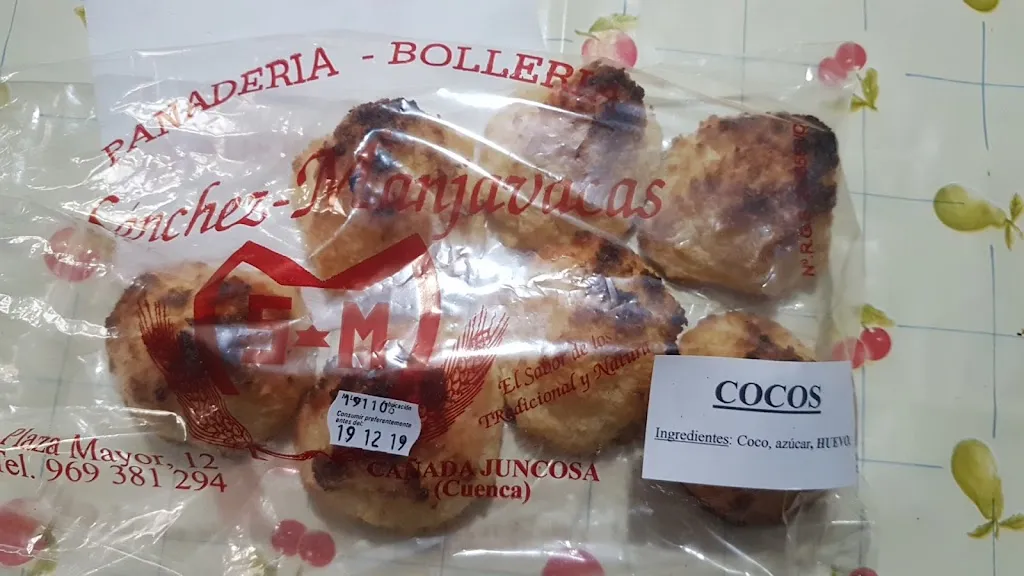 PANADERIA - BOLLERIA
Sánchez-Manjavacas
S M
El Sabor de los
Tradicional y Natural
Consumir preferentemente
antes del:
19 12 19
CAÑADA JUNCOSA
(Cuenca)
Plaza Mayor, 12
Tel. 969 381 294
COCOS
Ingredientes: Coco, azúcar, HUEVO.